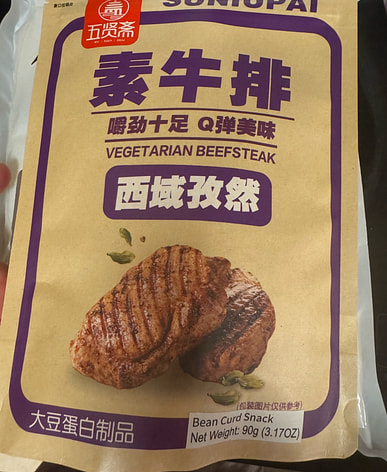 SUNIUPAI
五贤斋
素牛排
嚼劲十足 Q弹美味
VEGETARIAN BEEFSTEAK
西域孜然
(包装图片仅供参考)
大豆蛋白制品
Bean Curd Snack
Net Weight: 90g (3.17OZ)